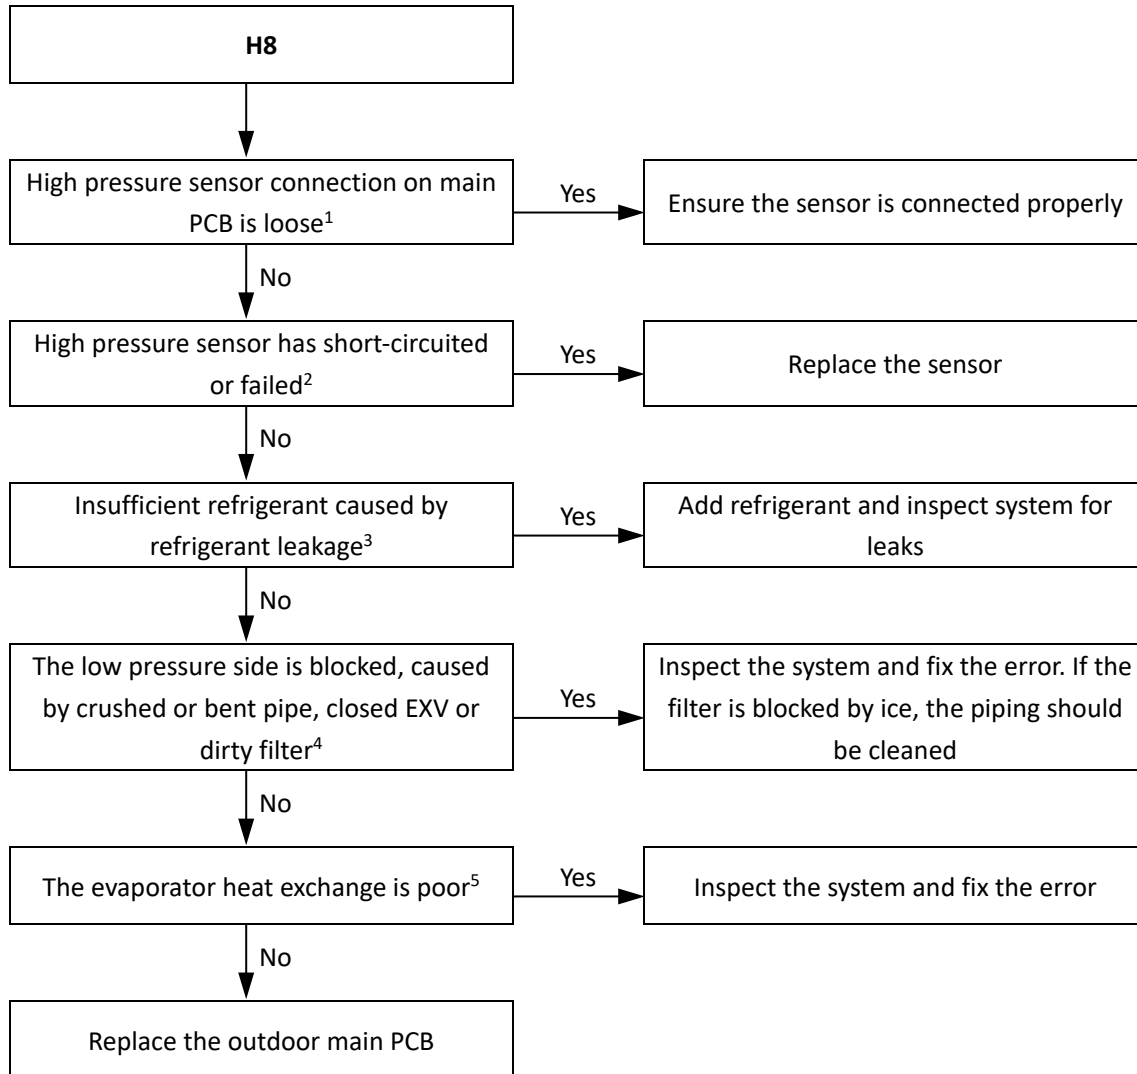 H8
High pressure sensor connection on main
PCB is loose¹
Yes
Ensure the sensor is connected properly
No
High pressure sensor has short-circuited
or failed²
Yes
Replace the sensor
No
Insufficient refrigerant caused by
refrigerant leakage³
Yes
Add refrigerant and inspect system for
leaks
No
The low pressure side is blocked, caused
by crushed or bent pipe, closed EXV or
dirty filter⁴
Yes
Inspect the system and fix the error. If the
filter is blocked by ice, the piping should
be cleaned
No
The evaporator heat exchange is poor⁵
Yes
Inspect the system and fix the error
No
Replace the outdoor main PCB